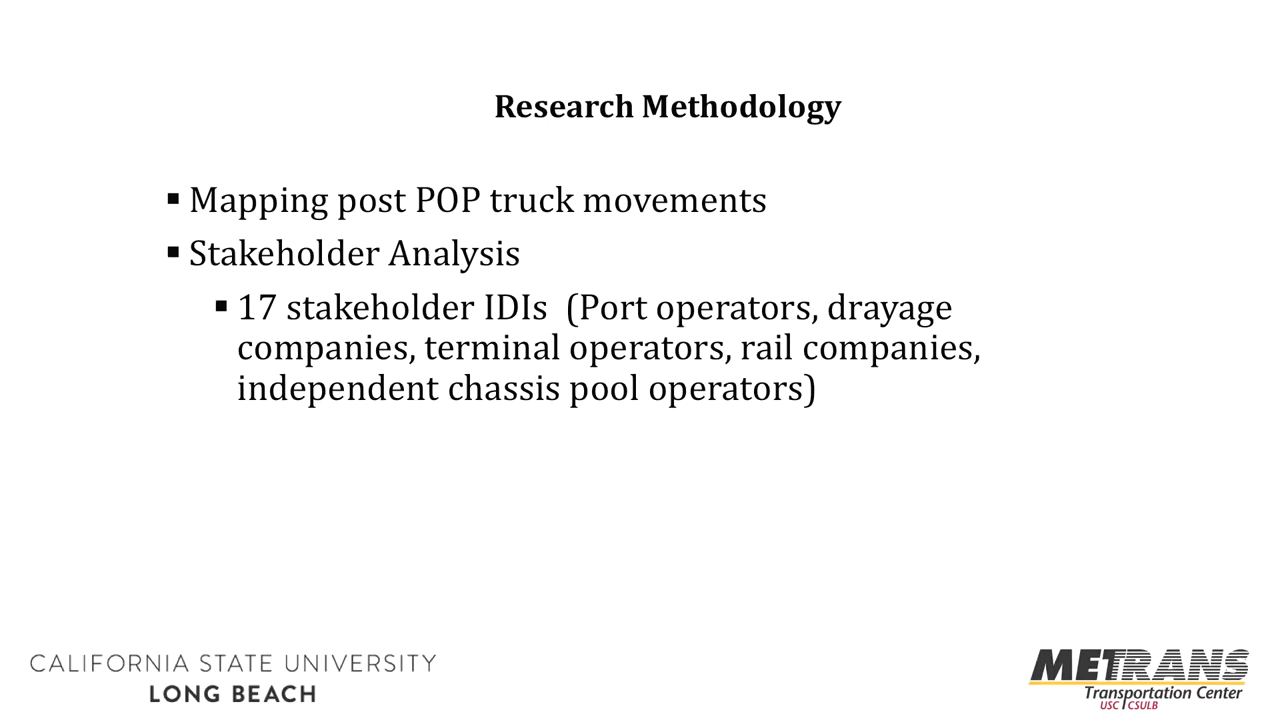 Research Methodology
▪ Mapping post POP truck movements
▪ Stakeholder Analysis
▪ 17 stakeholder IDIs  (Port operators, drayage
companies, terminal operators, rail companies,
independent chassis pool operators)
CALIFORNIA STATE UNIVERSITY
LONG BEACH
METRANS
Transportation Center
USC CSULB